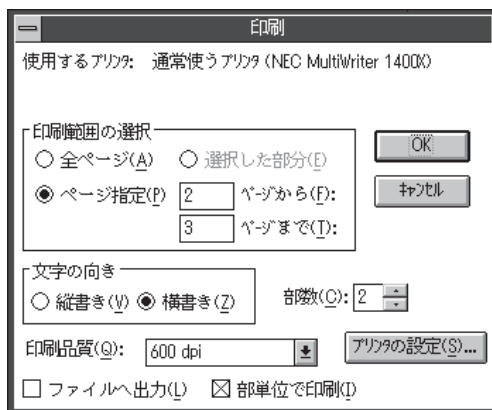 印刷
使用するプリンタ: 通常使うプリンタ (NEC MultiWriter 1400X)
印刷範囲の選択
全ページ(A) 選択した部分(E)
ページ指定(P) 2 ページから(F):
3 ページまで(T):
OK
キャンセル
文字の向き
縦書き(V) 横書き(Z)
部数(C): 2
印刷品質(Q): 600 dpi
プリンタの設定(S)...
ファイルへ出力(L) 部単位で印刷(I)